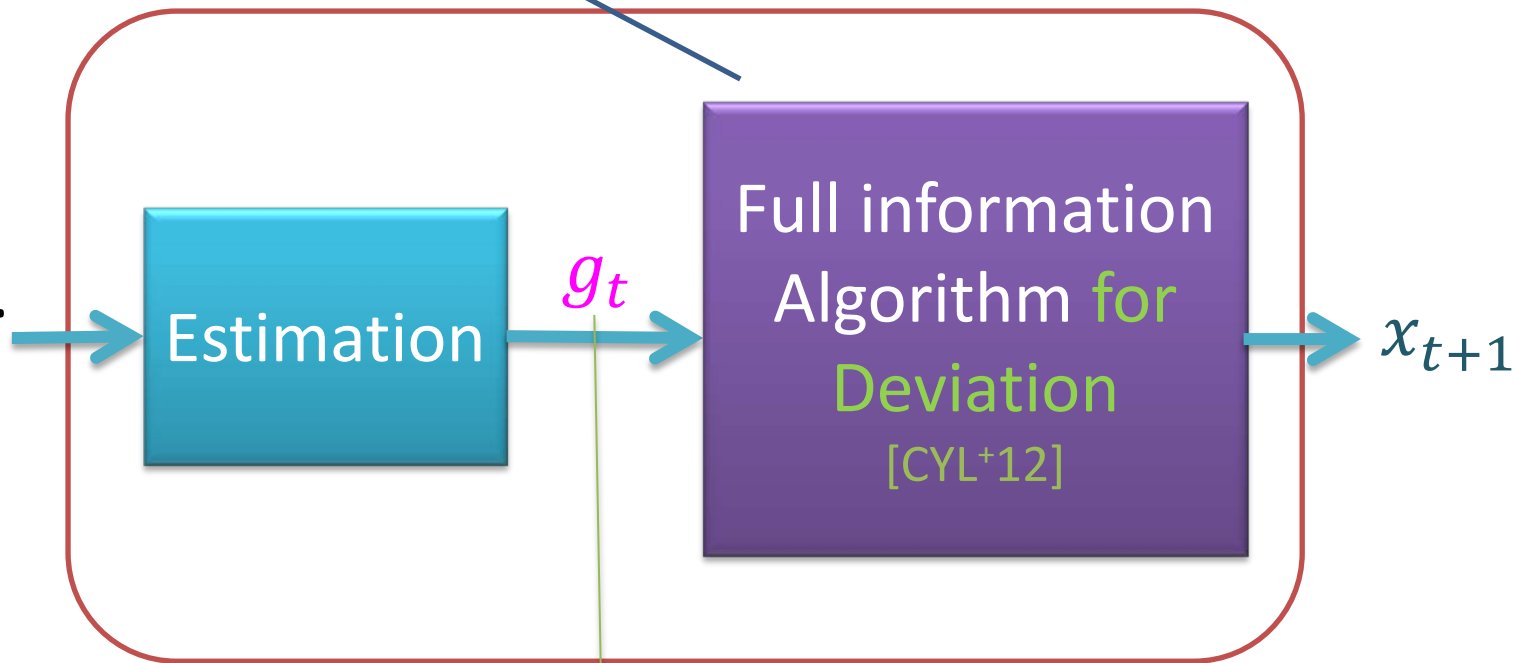 Estimation
g_t
Full information
Algorithm for
Deviation
[CYL⁺12]
x_{t+1}